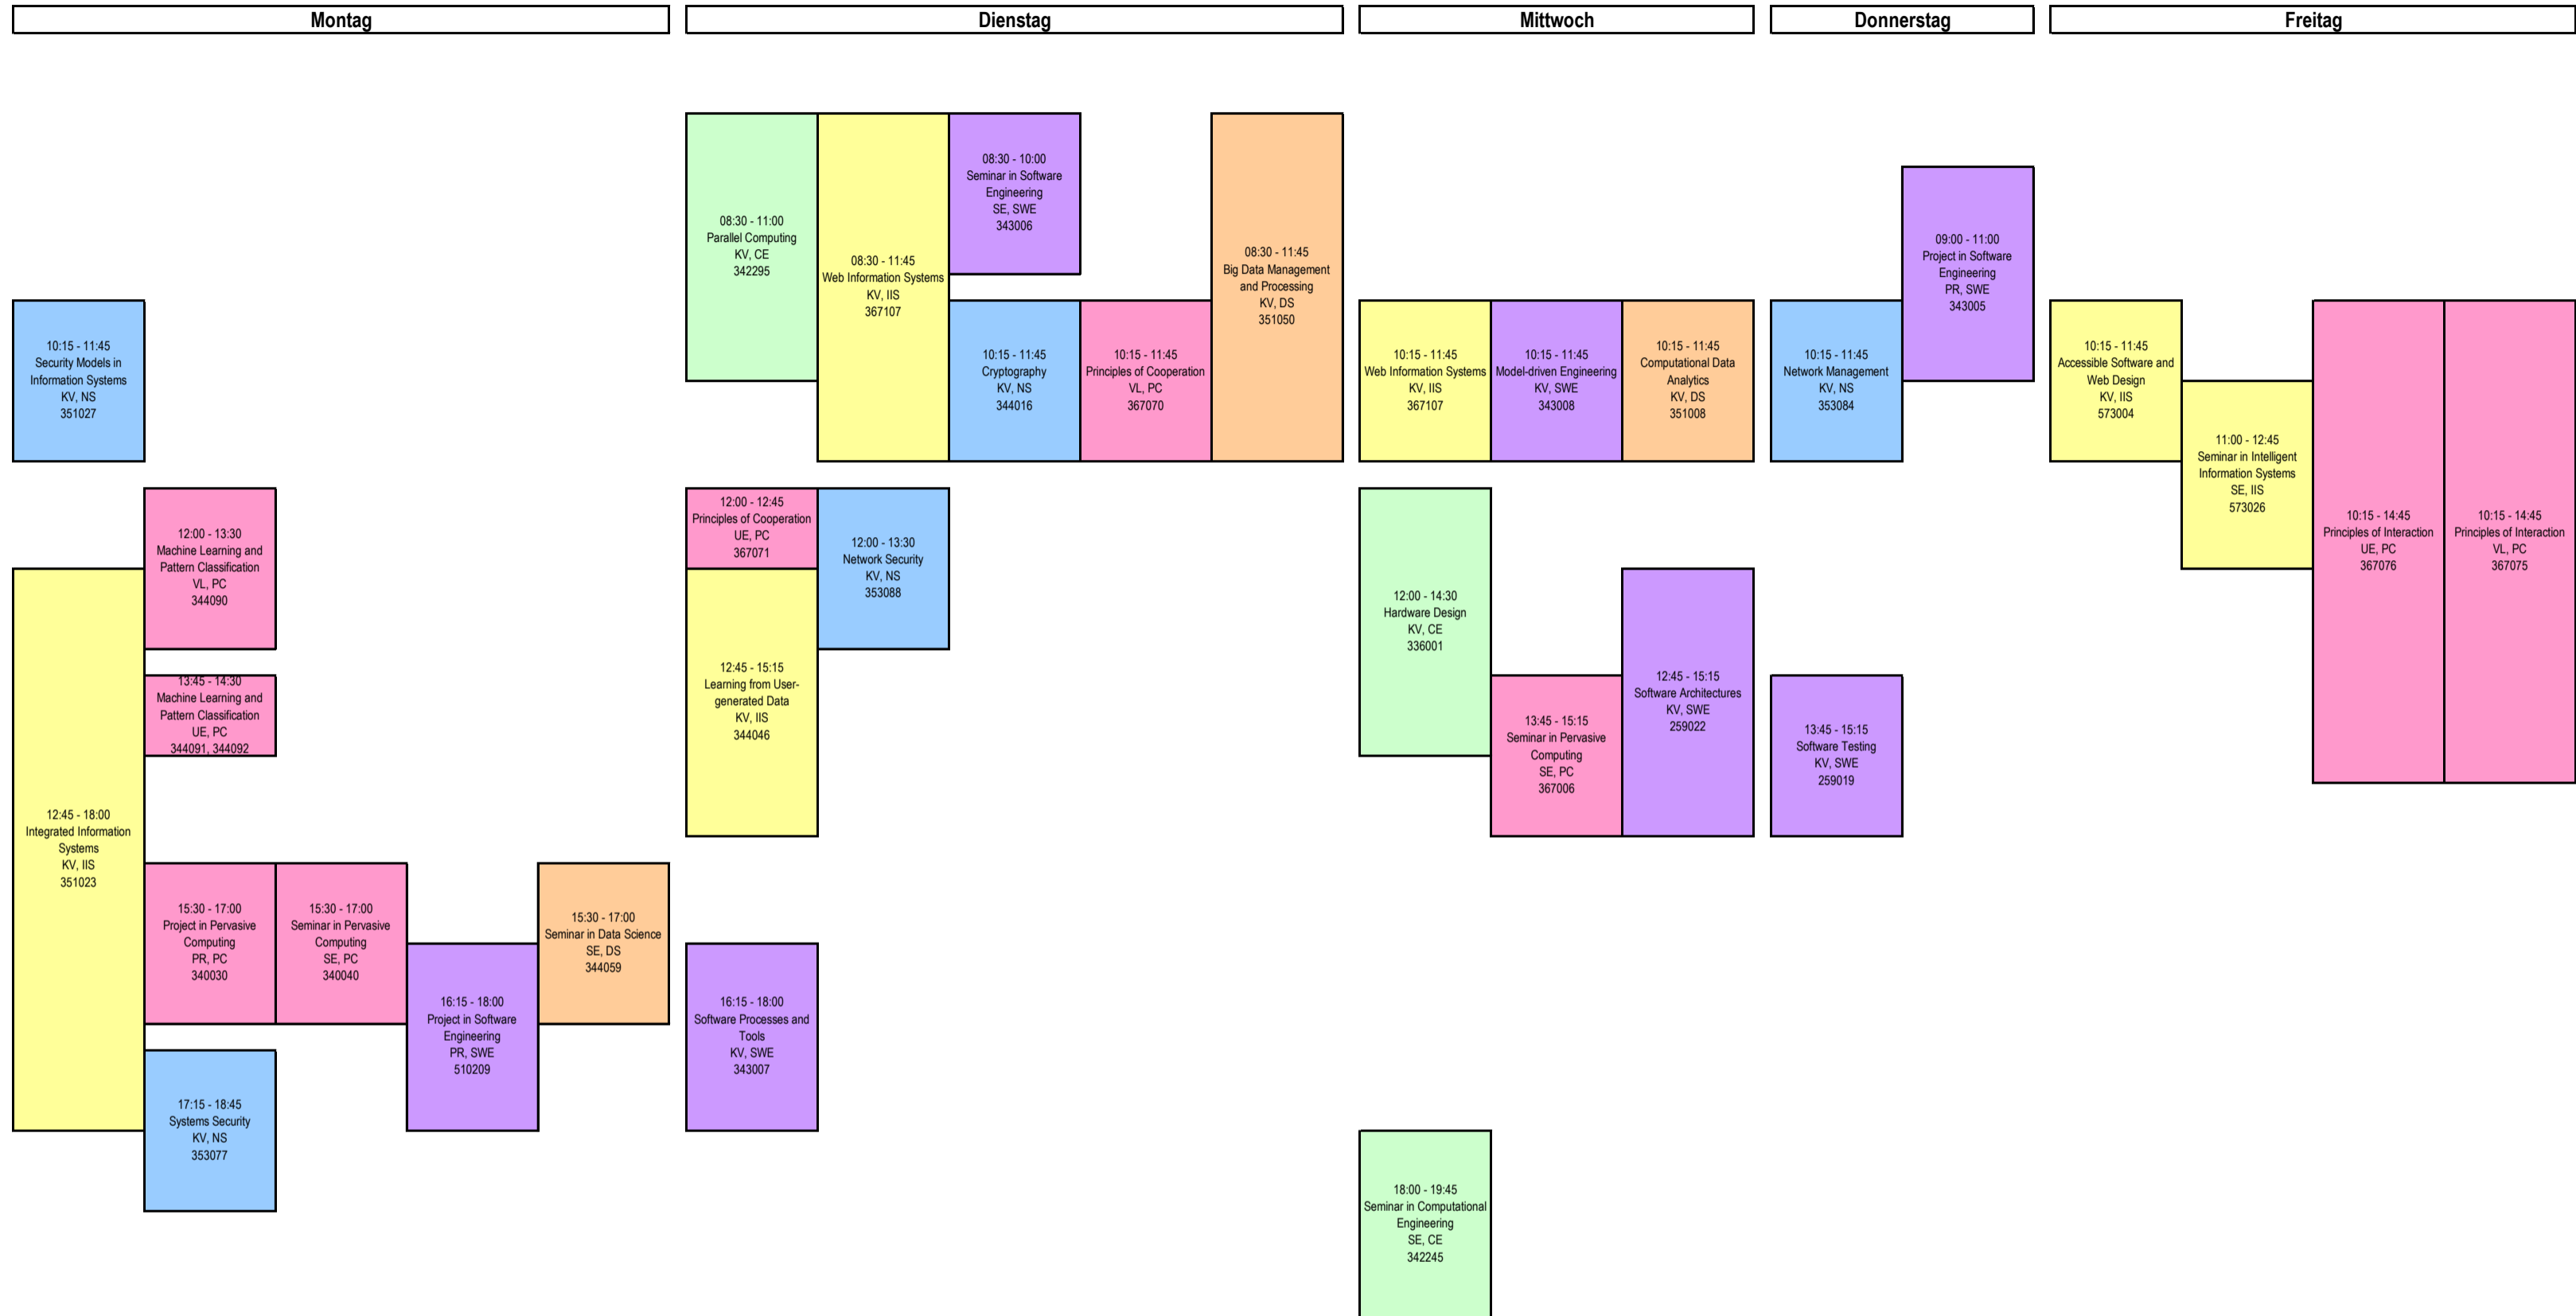 Montag
Dienstag
Mittwoch
Donnerstag
Freitag
10:15 - 11:45
Security Models in
Information Systems
KV, NS
351027
12:00 - 13:30
Machine Learning and
Pattern Classification
VL, PC
344090
12:45 - 18:00
Integrated Information
Systems
KV, IIS
351023
13:45 - 14:30
Machine Learning and
Pattern Classification
UE, PC
344091, 344092
15:30 - 17:00
Project in Pervasive
Computing
PR, PC
340030
15:30 - 17:00
Seminar in Pervasive
Computing
SE, PC
340040
16:15 - 18:00
Project in Software
Engineering
PR, SWE
510209
15:30 - 17:00
Seminar in Data Science
SE, DS
344059
17:15 - 18:45
Systems Security
KV, NS
353077
08:30 - 11:00
Parallel Computing
KV, CE
342295
08:30 - 11:45
Web Information Systems
KV, IIS
367107
08:30 - 10:00
Seminar in Software
Engineering
SE, SWE
343006
10:15 - 11:45
Cryptography
KV, NS
344016
10:15 - 11:45
Principles of Cooperation
VL, PC
367070
08:30 - 11:45
Big Data Management
and Processing
KV, DS
351050
12:00 - 12:45
Principles of Cooperation
UE, PC
367071
12:00 - 13:30
Network Security
KV, NS
353088
12:45 - 15:15
Learning from User-
generated Data
KV, IIS
344046
16:15 - 18:00
Software Processes and
Tools
KV, SWE
343007
10:15 - 11:45
Web Information Systems
KV, IIS
367107
10:15 - 11:45
Model-driven Engineering
KV, SWE
343008
10:15 - 11:45
Computational Data
Analytics
KV, DS
351008
12:00 - 14:30
Hardware Design
KV, CE
336001
13:45 - 15:15
Seminar in Pervasive
Computing
SE, PC
367006
12:45 - 15:15
Software Architectures
KV, SWE
259022
18:00 - 19:45
Seminar in Computational
Engineering
SE, CE
342245
10:15 - 11:45
Network Management
KV, NS
353084
09:00 - 11:00
Project in Software
Engineering
PR, SWE
343005
13:45 - 15:15
Software Testing
KV, SWE
259019
10:15 - 11:45
Accessible Software and
Web Design
KV, IIS
573004
11:00 - 12:45
Seminar in Intelligent
Information Systems
SE, IIS
573026
10:15 - 14:45
Principles of Interaction
UE, PC
367076
10:15 - 14:45
Principles of Interaction
VL, PC
367075